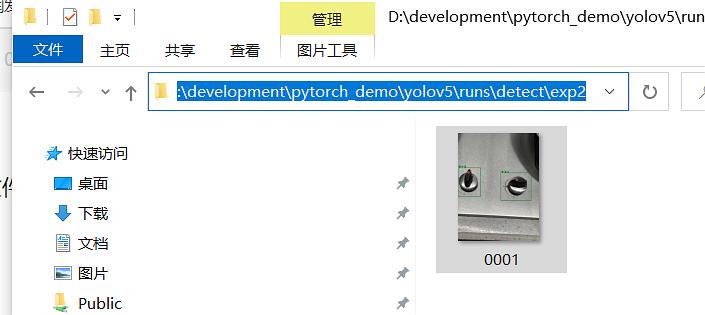 管理
D:\development\pytorch_demo\yolov5\run
文件
主页
共享
查看
图片工具
:\development\pytorch_demo\yolov5\runs\detect\exp2
快速访问
桌面
下载
文档
图片
Public
0001